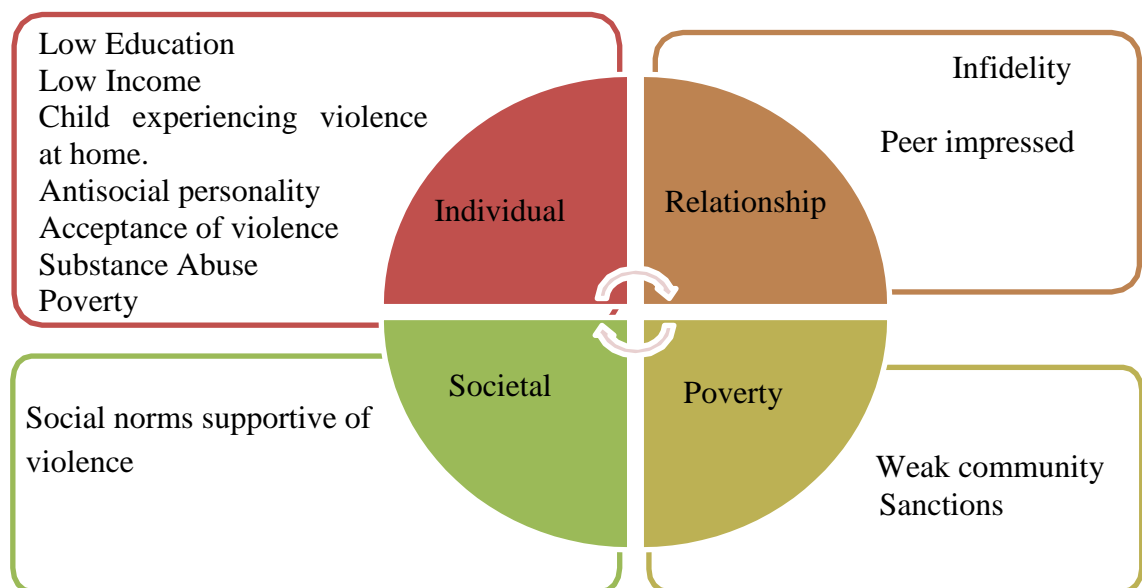 Low Education
Low Income
Child experiencing violence
at home.
Antisocial personality
Acceptance of violence
Substance Abuse
Poverty
Individual
Infidelity
Peer impressed
Relationship
Societal
Social norms supportive of
violence
Poverty
Weak community
Sanctions